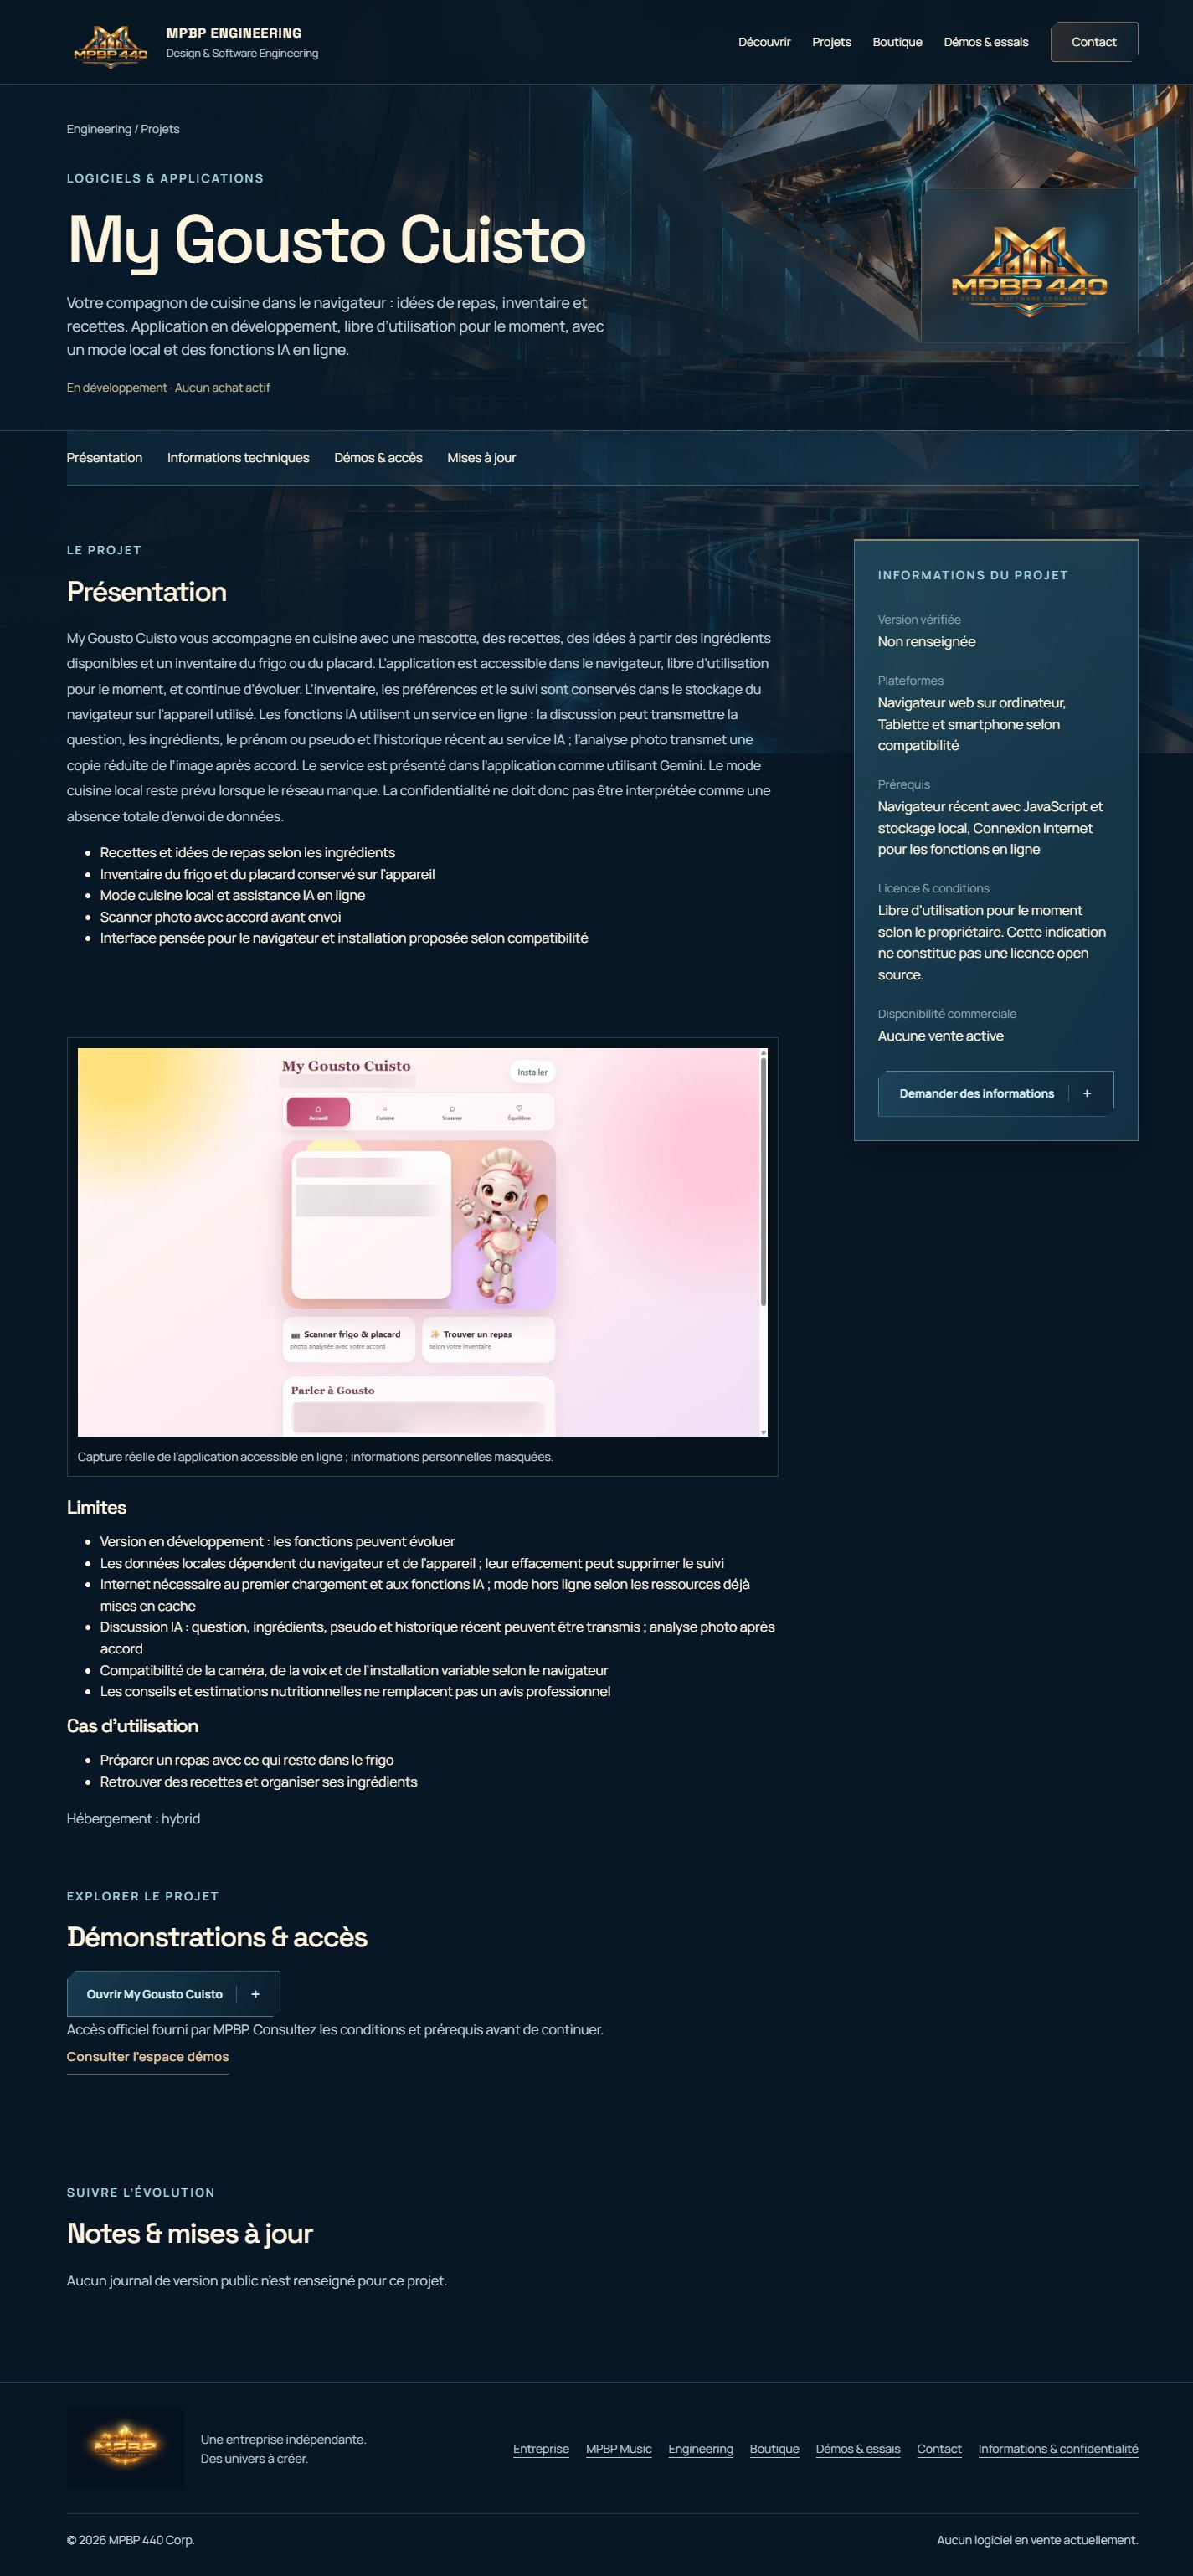 MPBP 440
MPBP ENGINEERING
Design & Software Engineering
Découvrir
Projets
Boutique
Démos & essais
Contact
Engineering / Projets
LOGICIELS & APPLICATIONS
My Gousto Cuisto
Votre compagnon de cuisine dans le navigateur : idées de repas, inventaire et
recettes. Application en développement, libre d’utilisation pour le moment, avec
un mode local et des fonctions IA en ligne.
En développement · Aucun achat actif
MPBP 440
DESIGN & SOFTWARE ENGINEERING
Présentation
Informations techniques
Démos & accès
Mises à jour
LE PROJET
Présentation
My Gousto Cuisto vous accompagne en cuisine avec une mascotte, des recettes, des idées à partir des ingrédients
disponibles et un inventaire du frigo ou du placard. L’application est accessible dans le navigateur, libre d’utilisation
pour le moment, et continue d’évoluer. L’inventaire, les préférences et le suivi sont conservés dans le stockage du
navigateur sur l’appareil utilisé. Les fonctions IA utilisent un service en ligne : la discussion peut transmettre la
question, les ingrédients, le prénom ou pseudo et l’historique récent au service IA ; l’analyse photo transmet une
copie réduite de l’image après accord. Le service est présenté dans l’application comme utilisant Gemini. Le mode
cuisine local reste prévu lorsque le réseau manque. La confidentialité ne doit donc pas être interprétée comme une
absence totale d’envoi de données.
Recettes et idées de repas selon les ingrédients
Inventaire du frigo et du placard conservé sur l’appareil
Mode cuisine local et assistance IA en ligne
Scanner photo avec accord avant envoi
Interface pensée pour le navigateur et installation proposée selon compatibilité
INFORMATIONS DU PROJET
Version vérifiée
Non renseignée
Plateformes
Navigateur web sur ordinateur,
Tablette et smartphone selon
compatibilité
Prérequis
Navigateur récent avec JavaScript et
stockage local, Connexion Internet
pour les fonctions en ligne
Licence & conditions
Libre d’utilisation pour le moment
selon le propriétaire. Cette indication
ne constitue pas une licence open
source.
Disponibilité commerciale
Aucune vente active
Demander des informations +
My Gousto Cuisto
Installer
Accueil
Cuisine
Scanner
Équilibre
Scanner frigo & placard
photo analysée avec votre accord
Trouver un repas
selon votre inventaire
Parler à Gousto
Capture réelle de l’application accessible en ligne ; informations personnelles masquées.
Limites
Version en développement : les fonctions peuvent évoluer
Les données locales dépendent du navigateur et de l’appareil ; leur effacement peut supprimer le suivi
Internet nécessaire au premier chargement et aux fonctions IA ; mode hors ligne selon les ressources déjà
mises en cache
Discussion IA : question, ingrédients, pseudo et historique récent peuvent être transmis ; analyse photo après
accord
Compatibilité de la caméra, de la voix et de l’installation variable selon le navigateur
Les conseils et estimations nutritionnelles ne remplacent pas un avis professionnel
Cas d’utilisation
Préparer un repas avec ce qui reste dans le frigo
Retrouver des recettes et organiser ses ingrédients
Hébergement : hybrid
EXPLORER LE PROJET
Démonstrations & accès
Ouvrir My Gousto Cuisto +
Accès officiel fourni par MPBP. Consultez les conditions et prérequis avant de continuer.
Consulter l’espace démos
SUIVRE L’ÉVOLUTION
Notes & mises à jour
Aucun journal de version public n’est renseigné pour ce projet.
MPBP
Une entreprise indépendante.
Des univers à créer.
Entreprise
MPBP Music
Engineering
Boutique
Démos & essais
Contact
Informations & confidentialité
© 2026 MPBP 440 Corp.
Aucun logiciel en vente actuellement.